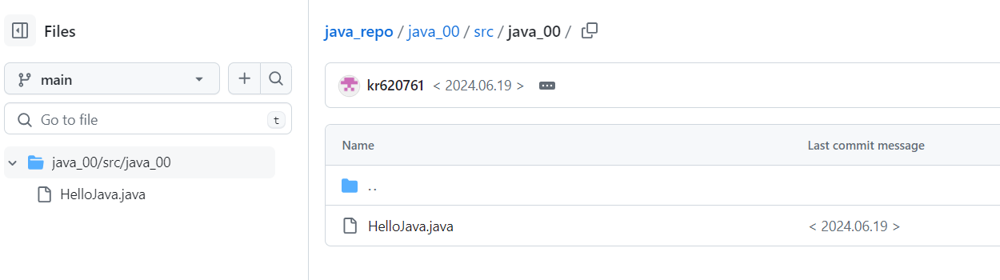 Files
main
Go to file
t
java_00/src/java_00
HelloJava.java
java_repo / java_00 / src / java_00 /
kr620761 < 2024.06.19 >
Name Last commit message
..
HelloJava.java < 2024.06.19 >